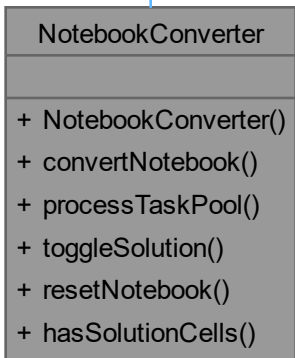 NotebookConverter
+ NotebookConverter()
+ convertNotebook()
+ processTaskPool()
+ toggleSolution()
+ resetNotebook()
+ hasSolutionCells()